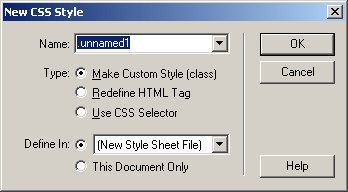 New CSS Style
Name: .unnamed1 OK
Type: Make Custom Style (class) Cancel
Redefine HTML Tag
Use CSS Selector
Define In: (New Style Sheet File)
This Document Only Help